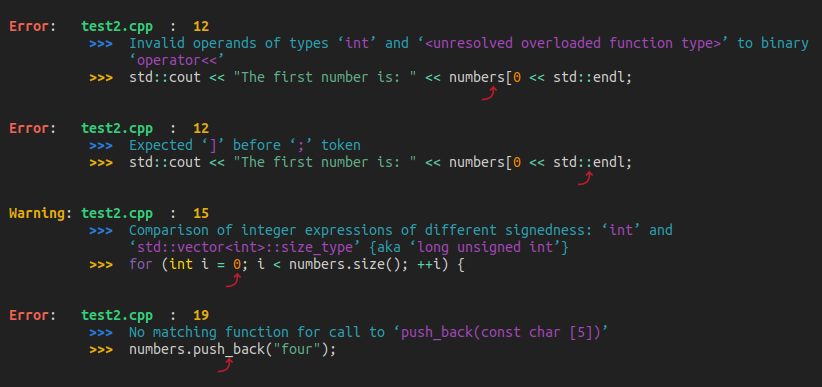 Error:   test2.cpp  :  12
>>>  Invalid operands of types ‘int’ and ‘<unresolved overloaded function type>’ to binary
‘operator<<’
>>>  std::cout << "The first number is: " << numbers[0 << std::endl;
Error:   test2.cpp  :  12
>>>  Expected ‘]’ before ‘;’ token
>>>  std::cout << "The first number is: " << numbers[0 << std::endl;
Warning: test2.cpp  :  15
>>>  Comparison of integer expressions of different signedness: ‘int’ and
‘std::vector<int>::size_type’ {aka ‘long unsigned int’}
>>>  for (int i = 0; i < numbers.size(); ++i) {
Error:   test2.cpp  :  19
>>>  No matching function for call to ‘push_back(const char [5])’
>>>  numbers.push_back("four");